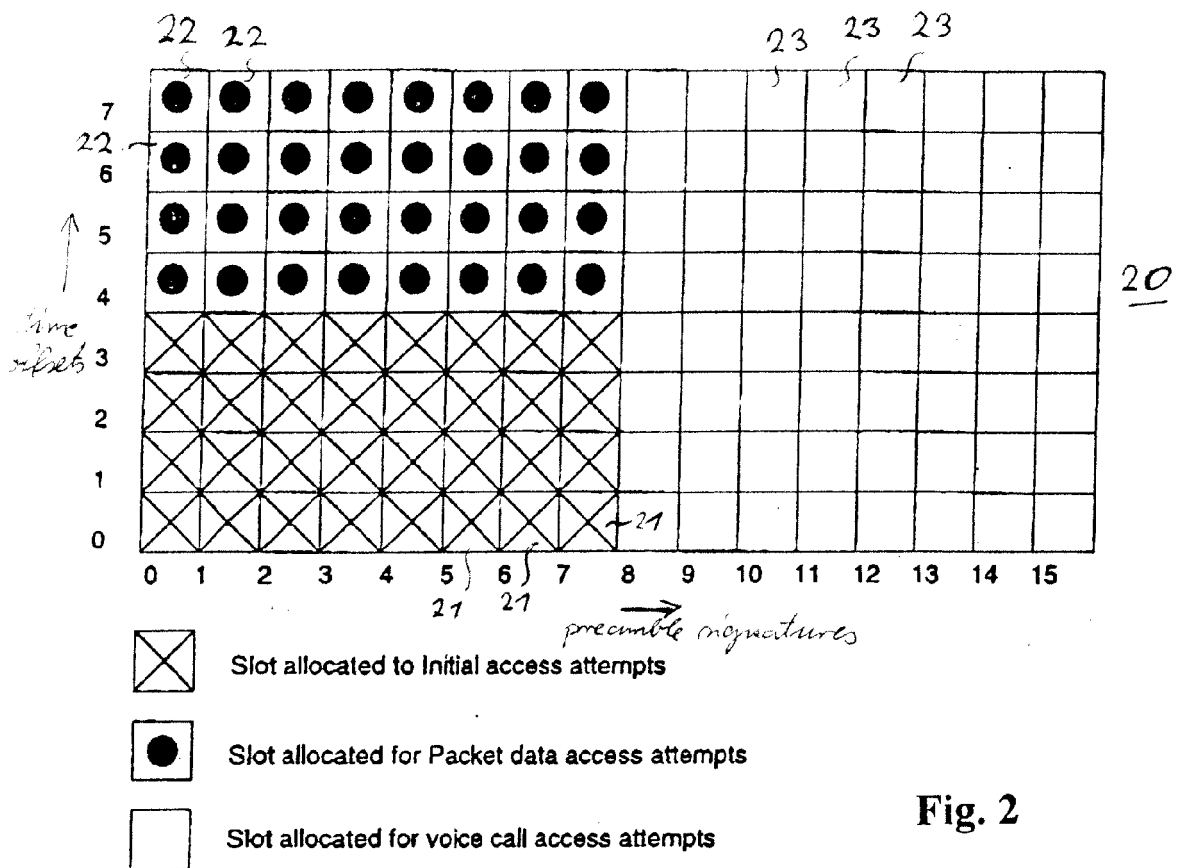 22 22 23 23 23
7
22
6
5
4
20
time
offsets
3
2
1
0
21
0 1 2 3 4 5 6 7 8 9 10 11 12 13 14 15
21 21
preamble signatures
Slot allocated to Initial access attempts
Slot allocated for Packet data access attempts
Slot allocated for voice call access attempts
Fig. 2